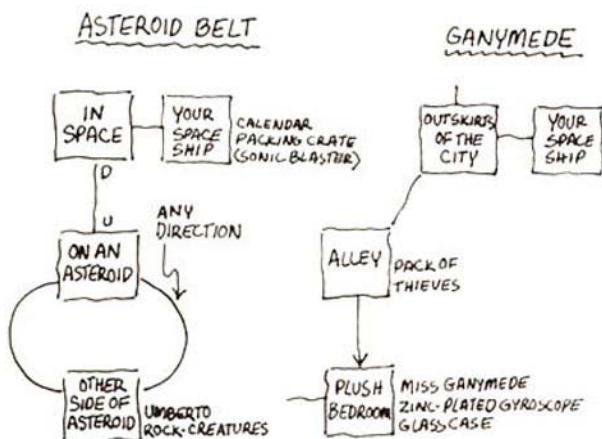 ASTEROID BELT
IN
SPACE
YOUR
SPACE
SHIP
CALENDAR
PACKING CRATE
(SONIC BLASTER)
D
U
ANY
DIRECTION
ON AN
ASTEROID
OTHER
SIDE OF
ASTEROID
UMBERTO
ROCK-CREATURES
GANYMEDE
OUTSKIRTS
OF THE
CITY
YOUR
SPACE
SHIP
ALLEY
PACK OF
THIEVES
PLUSH
BEDROOM
MISS GANYMEDE
ZINC-PLATED GYROSCOPE
GLASS CASE